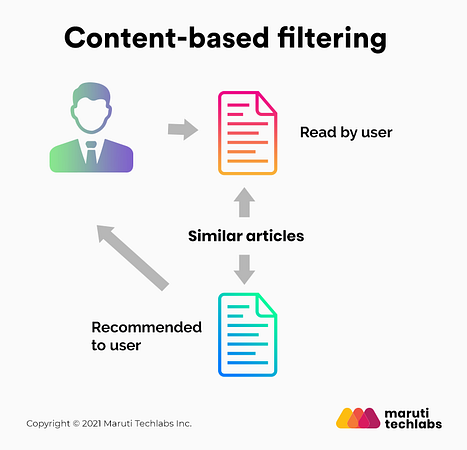 Content-based filtering
Read by user
Similar articles
Recommended
to user
Copyright © 2021 Maruti Techlabs Inc.
maruti
techlabs